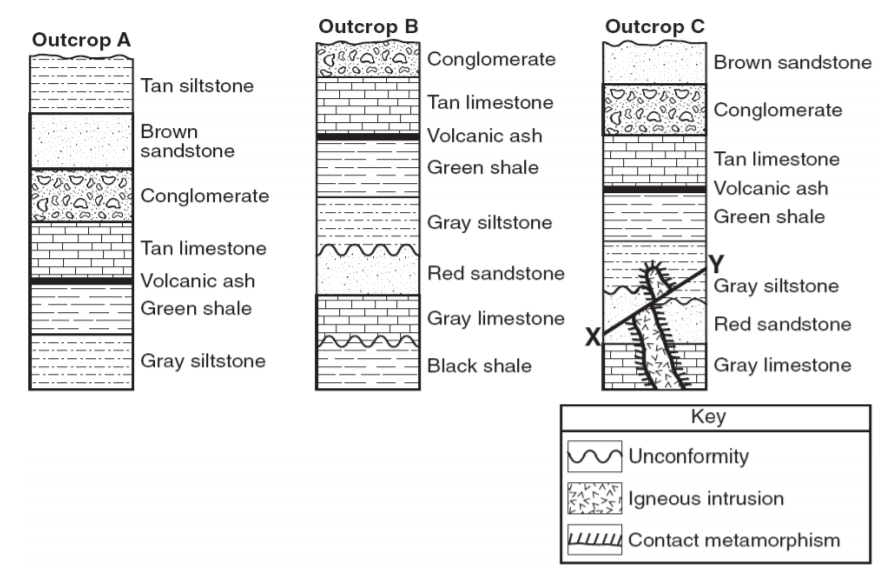 Outcrop A
Tan siltstone
Brown
sandstone
Conglomerate
Tan limestone
Volcanic ash
Green shale
Gray siltstone
Outcrop B
Conglomerate
Tan limestone
Volcanic ash
Green shale
Gray siltstone
Red sandstone
Gray limestone
Black shale
Outcrop C
Brown sandstone
Conglomerate
Tan limestone
Volcanic ash
Green shale
Y
Gray siltstone
Red sandstone
X
Gray limestone
Key
Unconformity
Igneous intrusion
Contact metamorphism